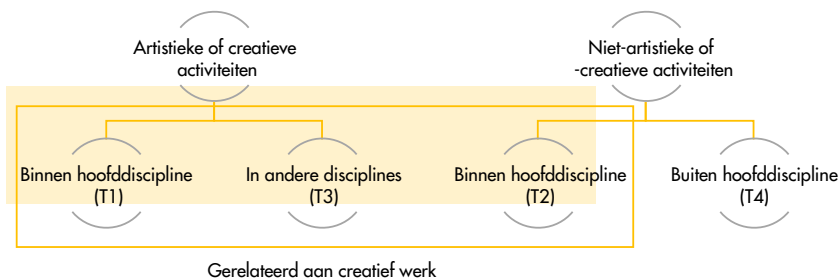 Artistieke of creatieve
activiteiten
Niet-artistieke of
-creatieve activiteiten
Binnen hoofddiscipline
(T1)
In andere disciplines
(T3)
Binnen hoofddiscipline
(T2)
Buiten hoofddiscipline
(T4)
Gerelateerd aan creatief werk